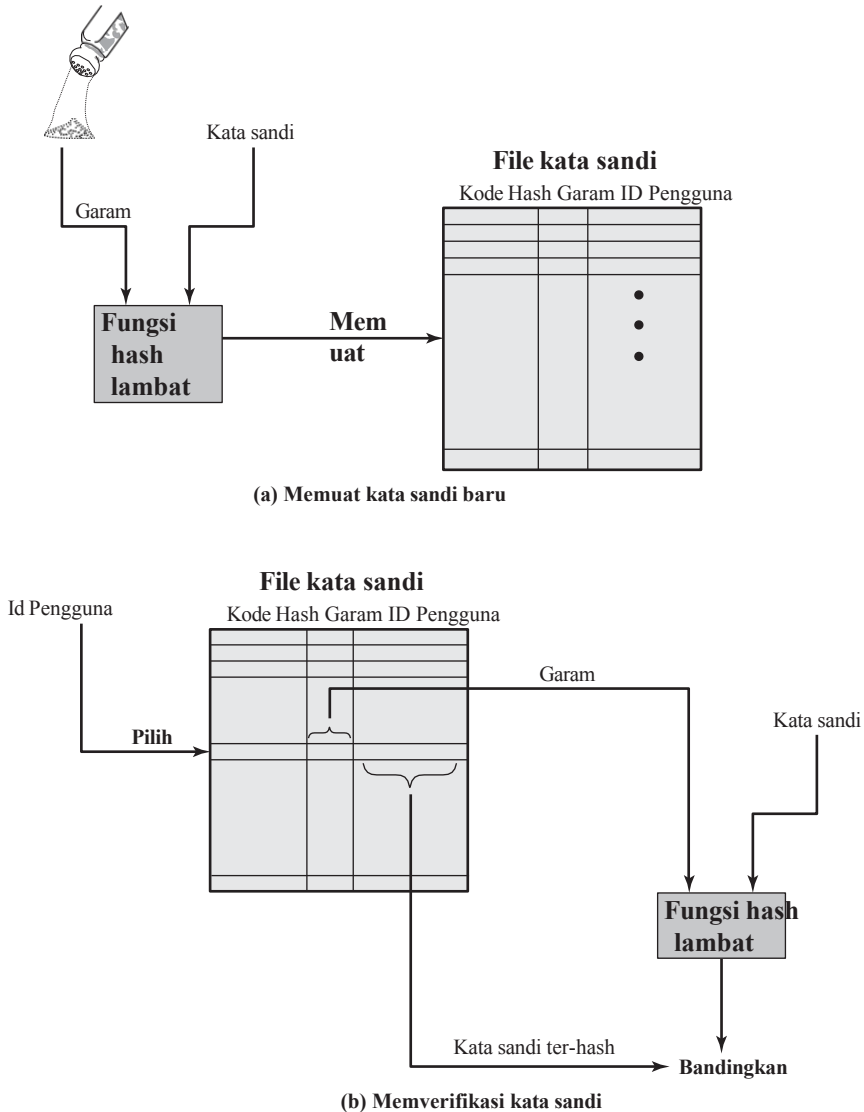 Kata sandi
Garam
File kata sandi
Kode Hash Garam ID Pengguna
Fungsi
hash
lambat
Mem
uat
(a) Memuat kata sandi baru
File kata sandi
Id Pengguna
Kode Hash Garam ID Pengguna
Garam
Kata sandi
Pilih
Fungsi hash
lambat
Kata sandi ter-hash
Bandingkan
(b) Memverifikasi kata sandi